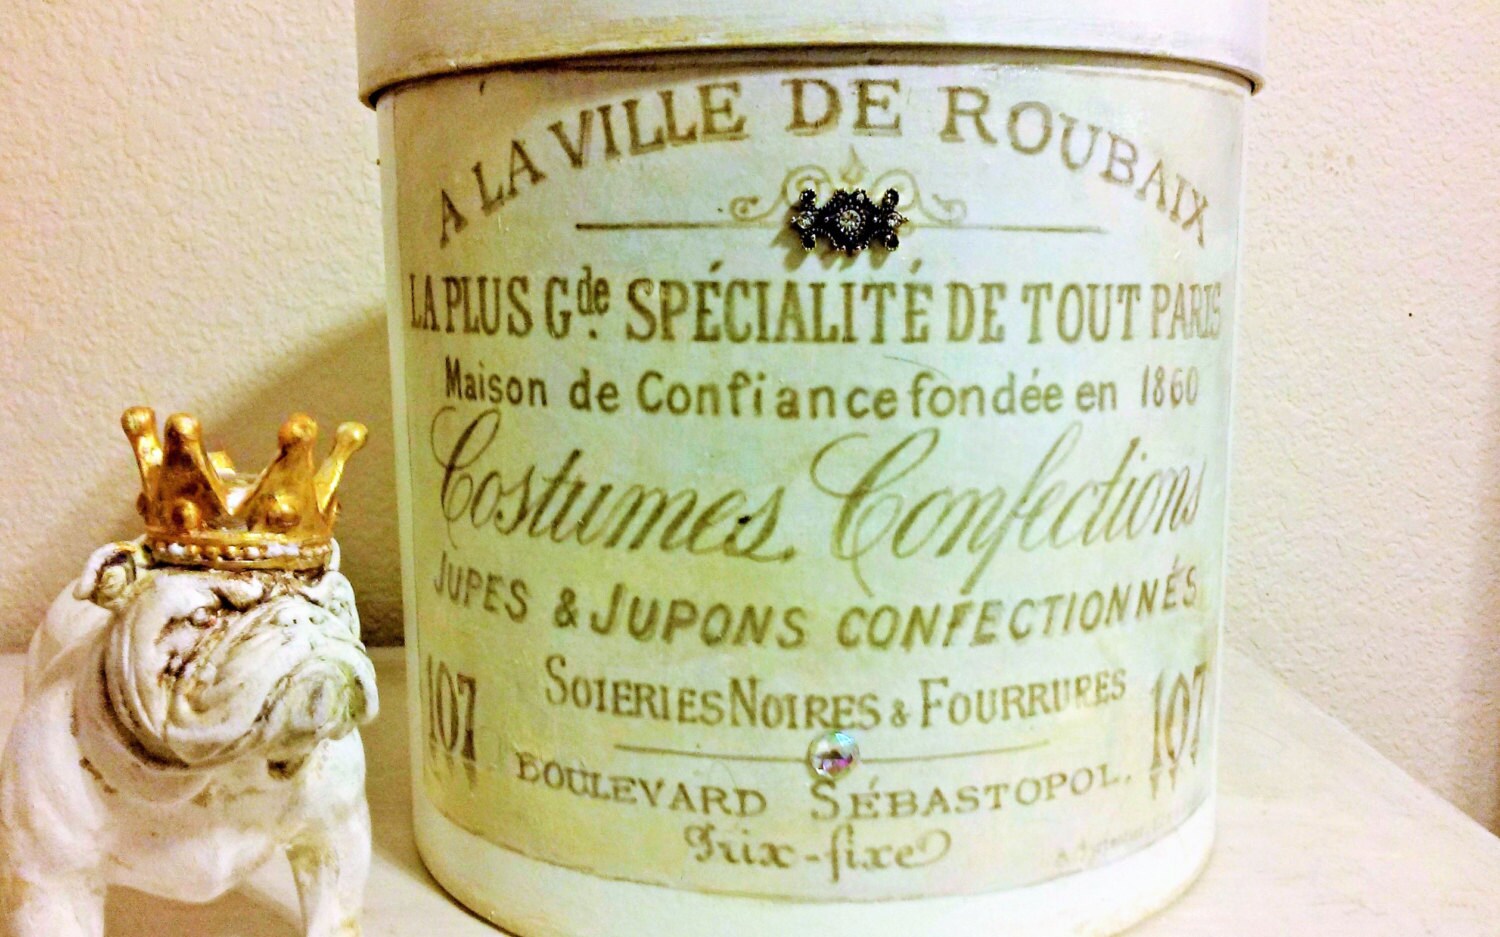 A LA VILLE DE ROUBAIX
LA PLUS Gde. SPÉCIALITÉ DE TOUT PARIS
Maison de Confiance fondée en 1860
Costumes, Confections
JUPES & JUPONS CONFECTIONNÉS
107 SOIERIES NOIRES & FOURRURES 107
BOULEVARD SÉBASTOPOL,
Prix-fixe